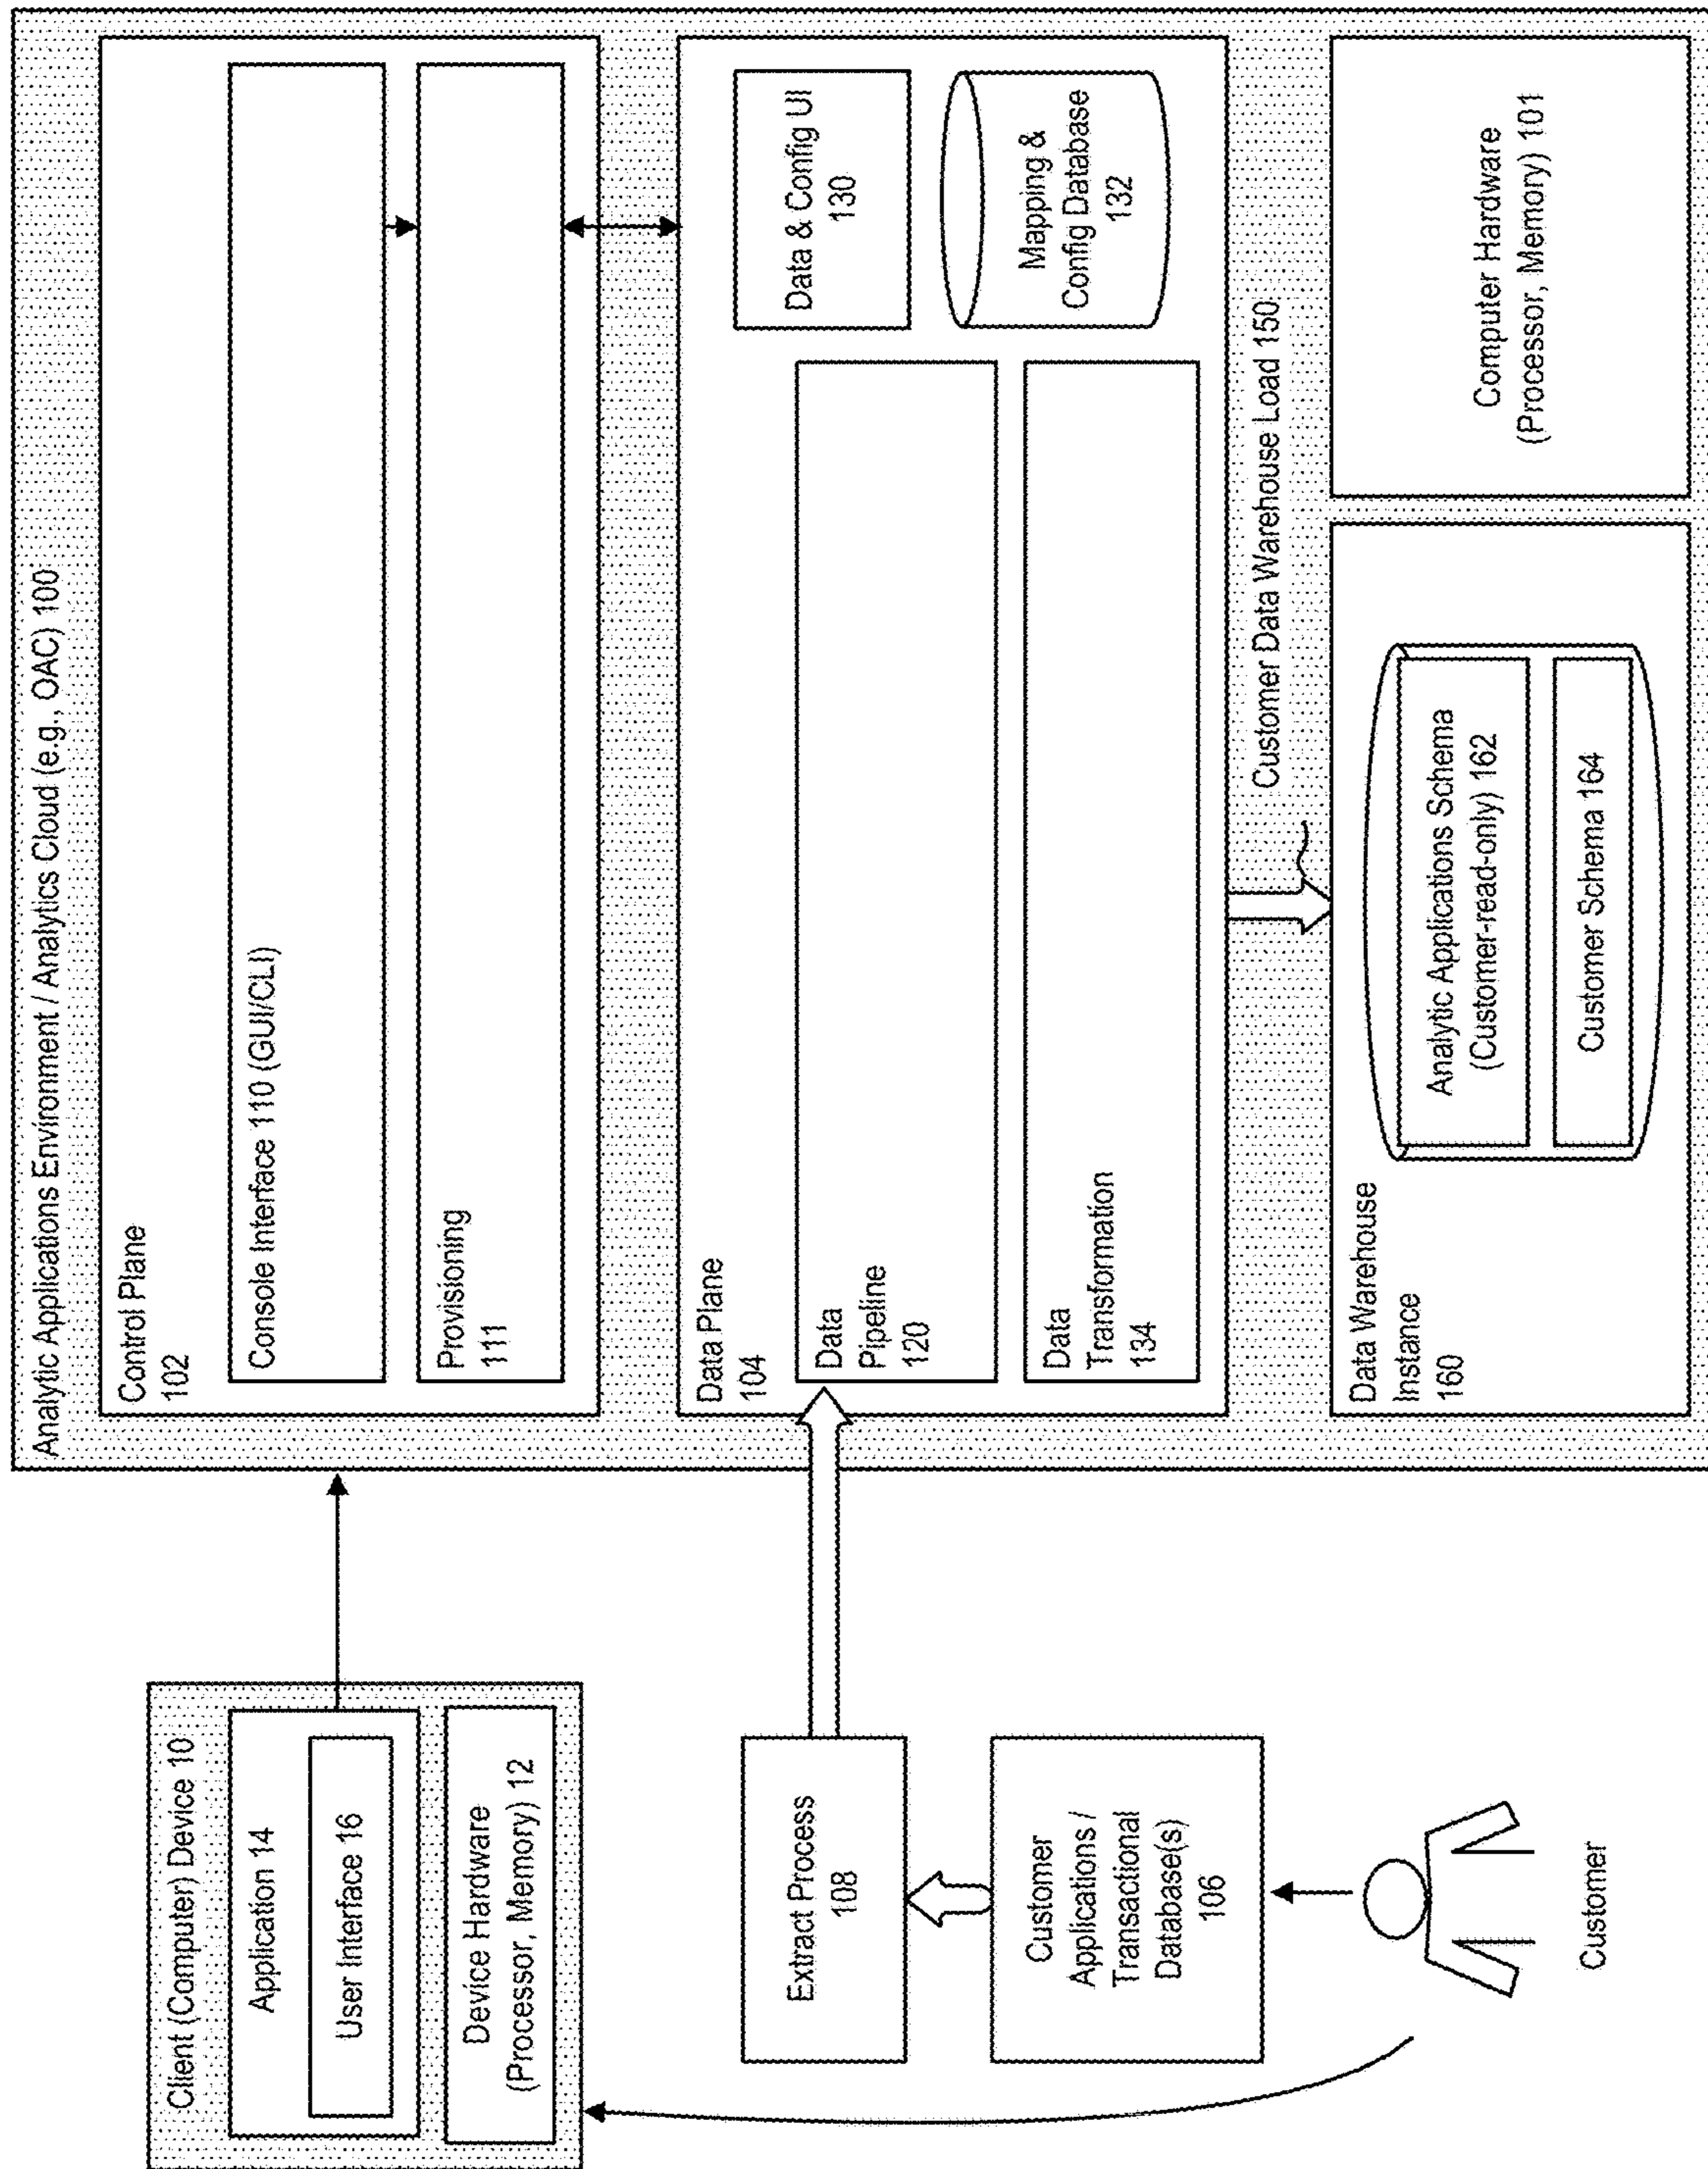 Client (Computer) Device 10
Application 14
User Interface 16
Device Hardware
(Processor, Memory) 12
Extract Process
108
Customer
Applications /
Transactional
Database(s)
106
Customer
Analytic Applications Environment / Analytics Cloud (e.g., OAC) 100
Control Plane
102
Console Interface 110 (GUI/CLI)
Provisioning
111
Data Plane
104
Data
Pipeline
120
Data
Transformation
134
Data & Config UI
130
Mapping &
Config Database
132
Customer Data Warehouse Load 150
Data Warehouse
Instance
160
Analytic Applications Schema
(Customer-read-only) 162
Customer Schema 164
Computer Hardware
(Processor, Memory) 101